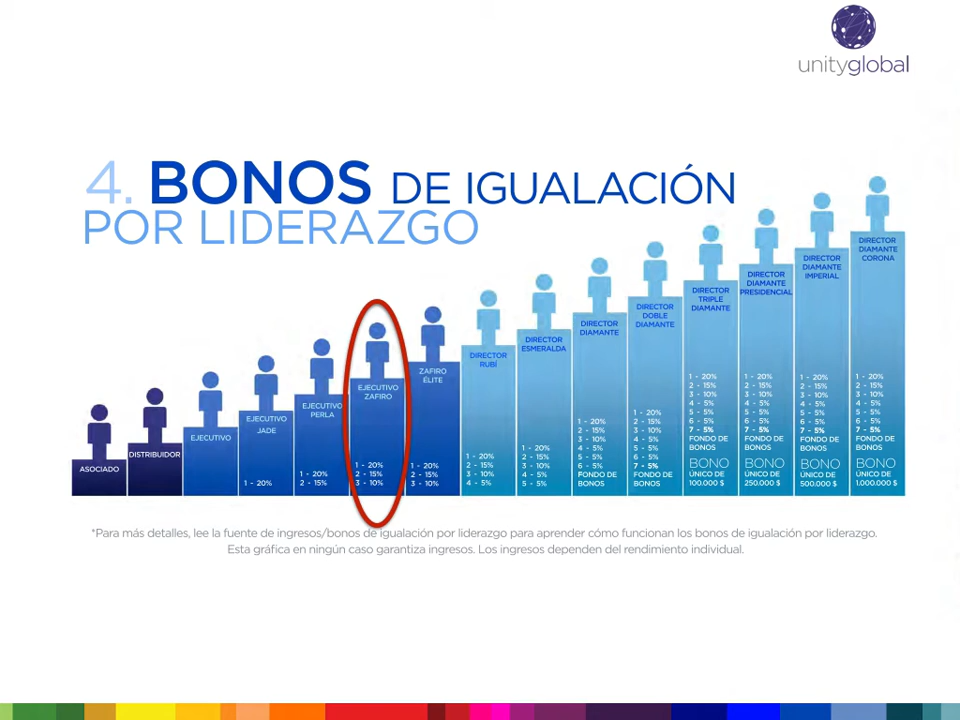 unityglobal
4. BONOS DE IGUALACIÓN
POR LIDERAZGO
ASOCIADO
DISTRIBUIDOR
EJECUTIVO
EJECUTIVO
JADE
1 - 20%
EJECUTIVO
PERLA
1 - 20%
2 - 15%
EJECUTIVO
ZAFIRO
1 - 20%
2 - 15%
3 - 10%
ZAFIRO
ÉLITE
1 - 20%
2 - 15%
3 - 10%
DIRECTOR
RUBÍ
1 - 20%
2 - 15%
3 - 10%
4 - 5%
DIRECTOR
ESMERALDA
1 - 20%
2 - 15%
3 - 10%
4 - 5%
5 - 5%
DIRECTOR
DIAMANTE
1 - 20%
2 - 15%
3 - 10%
4 - 5%
5 - 5%
6 - 5%
FONDO DE
BONOS
DIRECTOR
DOBLE
DIAMANTE
1 - 20%
2 - 15%
3 - 10%
4 - 5%
5 - 5%
6 - 5%
7 - 5%
FONDO DE
BONOS
DIRECTOR
TRIPLE
DIAMANTE
1 - 20%
2 - 15%
3 - 10%
4 - 5%
5 - 5%
6 - 5%
7 - 5%
FONDO DE
BONOS
BONO
ÚNICO DE
100.000 $
DIRECTOR
DIAMANTE
PRESIDENCIAL
1 - 20%
2 - 15%
3 - 10%
4 - 5%
5 - 5%
6 - 5%
7 - 5%
FONDO DE
BONOS
BONO
ÚNICO DE
250.000 $
DIRECTOR
DIAMANTE
IMPERIAL
1 - 20%
2 - 15%
3 - 10%
4 - 5%
5 - 5%
6 - 5%
7 - 5%
FONDO DE
BONOS
BONO
ÚNICO DE
500.000 $
DIRECTOR
DIAMANTE
CORONA
1 - 20%
2 - 15%
3 - 10%
4 - 5%
5 - 5%
6 - 5%
7 - 5%
FONDO DE
BONOS
BONO
ÚNICO DE
1.000.000 $
*Para más detalles, lee la fuente de ingresos/bonos de igualación por liderazgo para aprender cómo funcionan los bonos de igualación por liderazgo.
Esta gráfica en ningún caso garantiza ingresos. Los ingresos dependen del rendimiento individual.